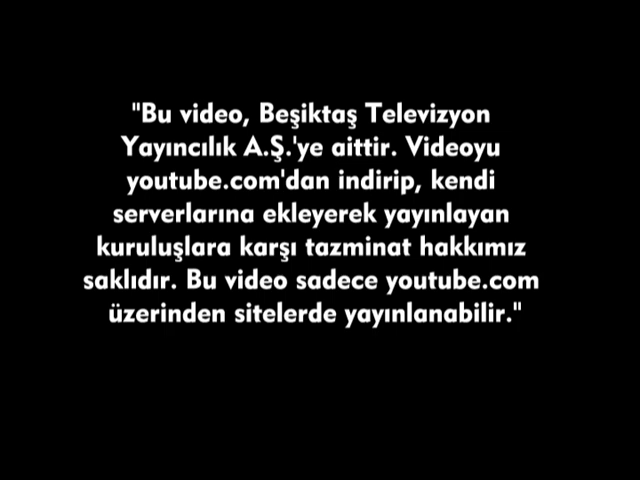 "Bu video, Beşiktaş Televizyon
Yayıncılık A.Ş.'ye aittir. Videoyu
youtube.com'dan indirip, kendi
serverlarına ekleyerek yayınlayan
kuruluşlara karşı tazminat hakkımız
saklıdır. Bu video sadece youtube.com
üzerinden sitelerde yayınlanabilir."